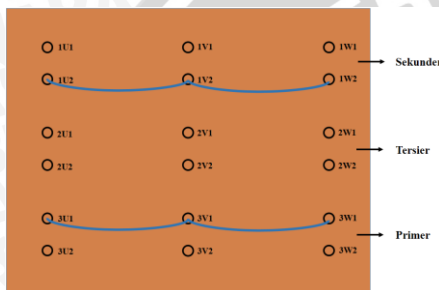 1U1 1V1 1W1
Sekunder
1U2 1V2 1W2
2U1 2V1 2W1
Tersier
2U2 2V2 2W2
3U1 3V1 3W1
Primer
3U2 3V2 3W2